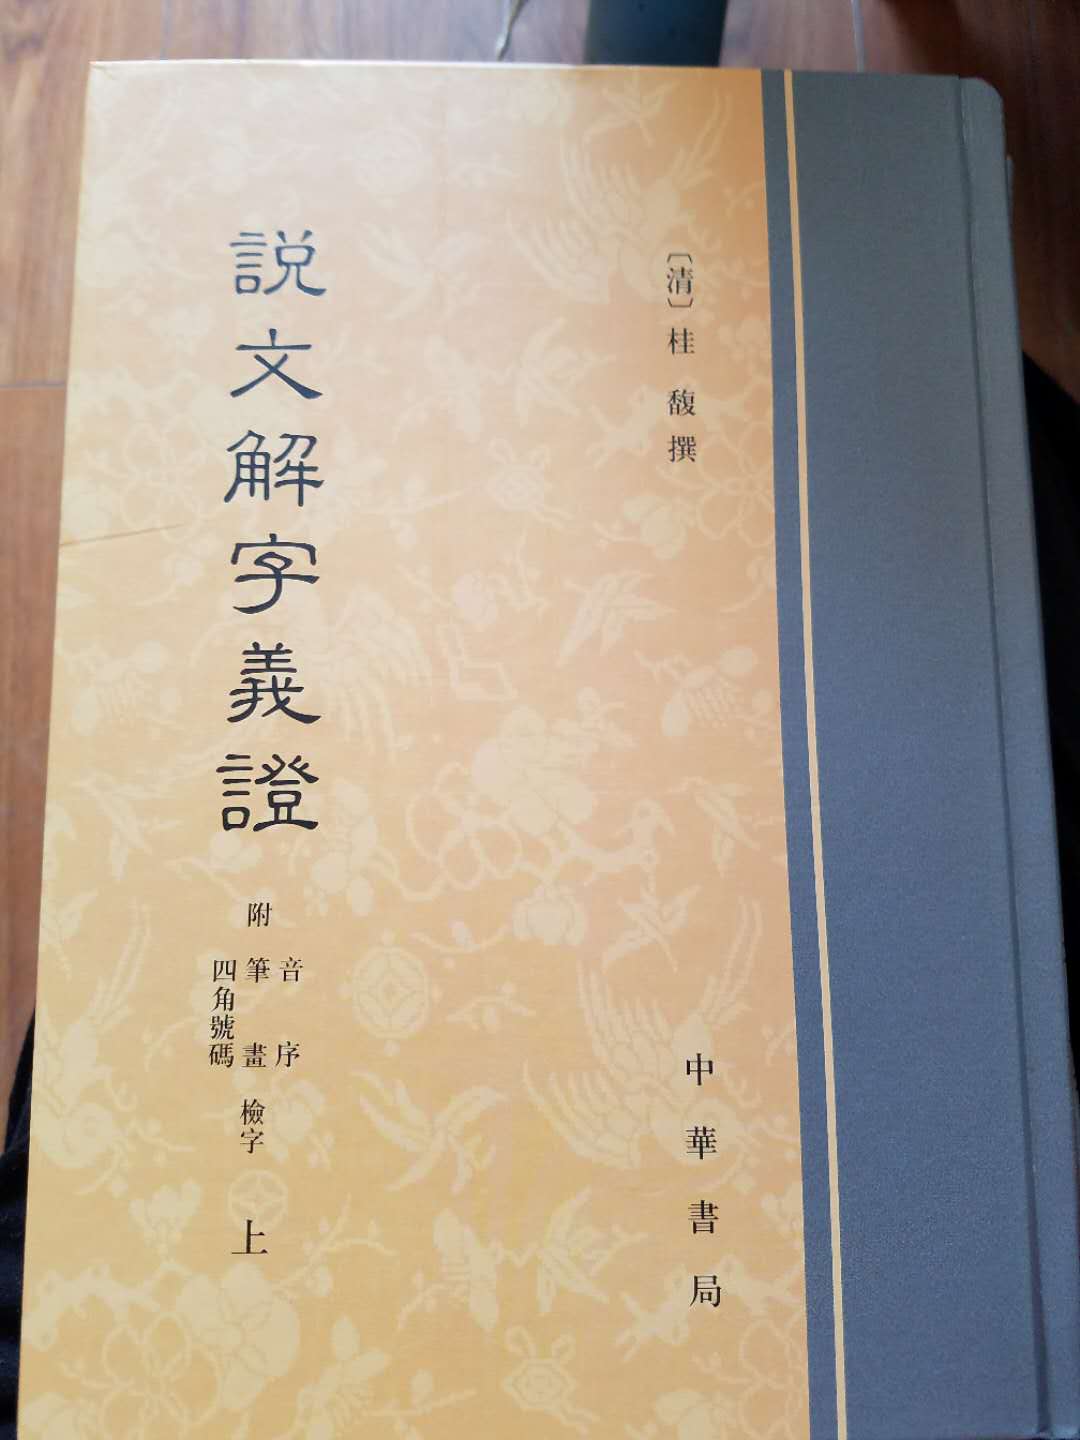 〔清〕桂馥撰
說文解字義證
附
音序
筆畫
四角號碼
檢字
上
中華書局